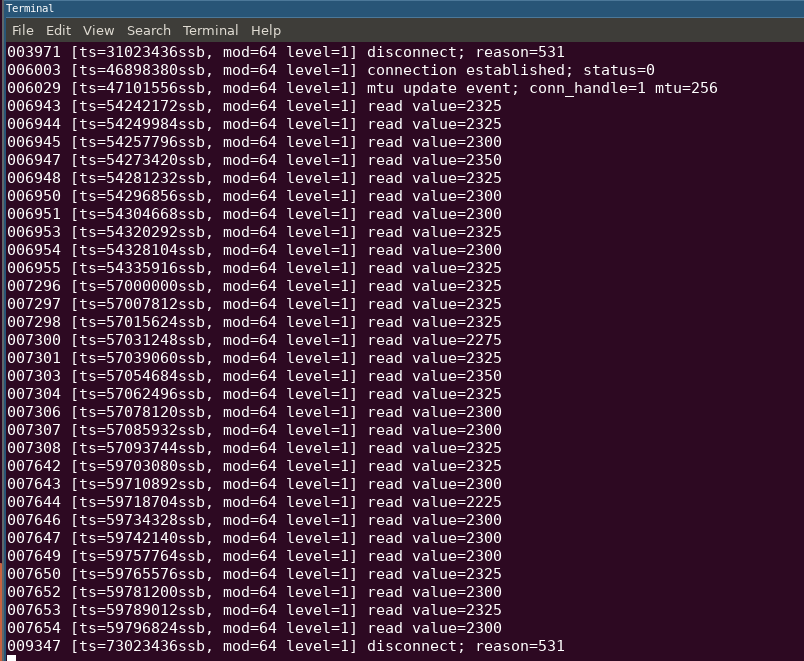 Terminal
File Edit View Search Terminal Help
003971 [ts=31023436ssb, mod=64 level=1] disconnect; reason=531
006003 [ts=46898380ssb, mod=64 level=1] connection established; status=0
006029 [ts=47101556ssb, mod=64 level=1] mtu update event; conn_handle=1 mtu=256
006943 [ts=54242172ssb, mod=64 level=1] read value=2325
006944 [ts=54249984ssb, mod=64 level=1] read value=2325
006945 [ts=54257796ssb, mod=64 level=1] read value=2300
006947 [ts=54273420ssb, mod=64 level=1] read value=2350
006948 [ts=54281232ssb, mod=64 level=1] read value=2325
006950 [ts=54296856ssb, mod=64 level=1] read value=2300
006951 [ts=54304668ssb, mod=64 level=1] read value=2300
006953 [ts=54320292ssb, mod=64 level=1] read value=2325
006954 [ts=54328104ssb, mod=64 level=1] read value=2300
006955 [ts=54335916ssb, mod=64 level=1] read value=2325
007296 [ts=57000000ssb, mod=64 level=1] read value=2325
007297 [ts=57007812ssb, mod=64 level=1] read value=2325
007298 [ts=57015624ssb, mod=64 level=1] read value=2325
007300 [ts=57031248ssb, mod=64 level=1] read value=2275
007301 [ts=57039060ssb, mod=64 level=1] read value=2325
007303 [ts=57054684ssb, mod=64 level=1] read value=2350
007304 [ts=57062496ssb, mod=64 level=1] read value=2325
007306 [ts=57078120ssb, mod=64 level=1] read value=2300
007307 [ts=57085932ssb, mod=64 level=1] read value=2300
007308 [ts=57093744ssb, mod=64 level=1] read value=2325
007642 [ts=59703080ssb, mod=64 level=1] read value=2325
007643 [ts=59710892ssb, mod=64 level=1] read value=2300
007644 [ts=59718704ssb, mod=64 level=1] read value=2225
007646 [ts=59734328ssb, mod=64 level=1] read value=2300
007647 [ts=59742140ssb, mod=64 level=1] read value=2300
007649 [ts=59757764ssb, mod=64 level=1] read value=2300
007650 [ts=59765576ssb, mod=64 level=1] read value=2325
007652 [ts=59781200ssb, mod=64 level=1] read value=2300
007653 [ts=59789012ssb, mod=64 level=1] read value=2325
007654 [ts=59796824ssb, mod=64 level=1] read value=2300
009347 [ts=73023436ssb, mod=64 level=1] disconnect; reason=531